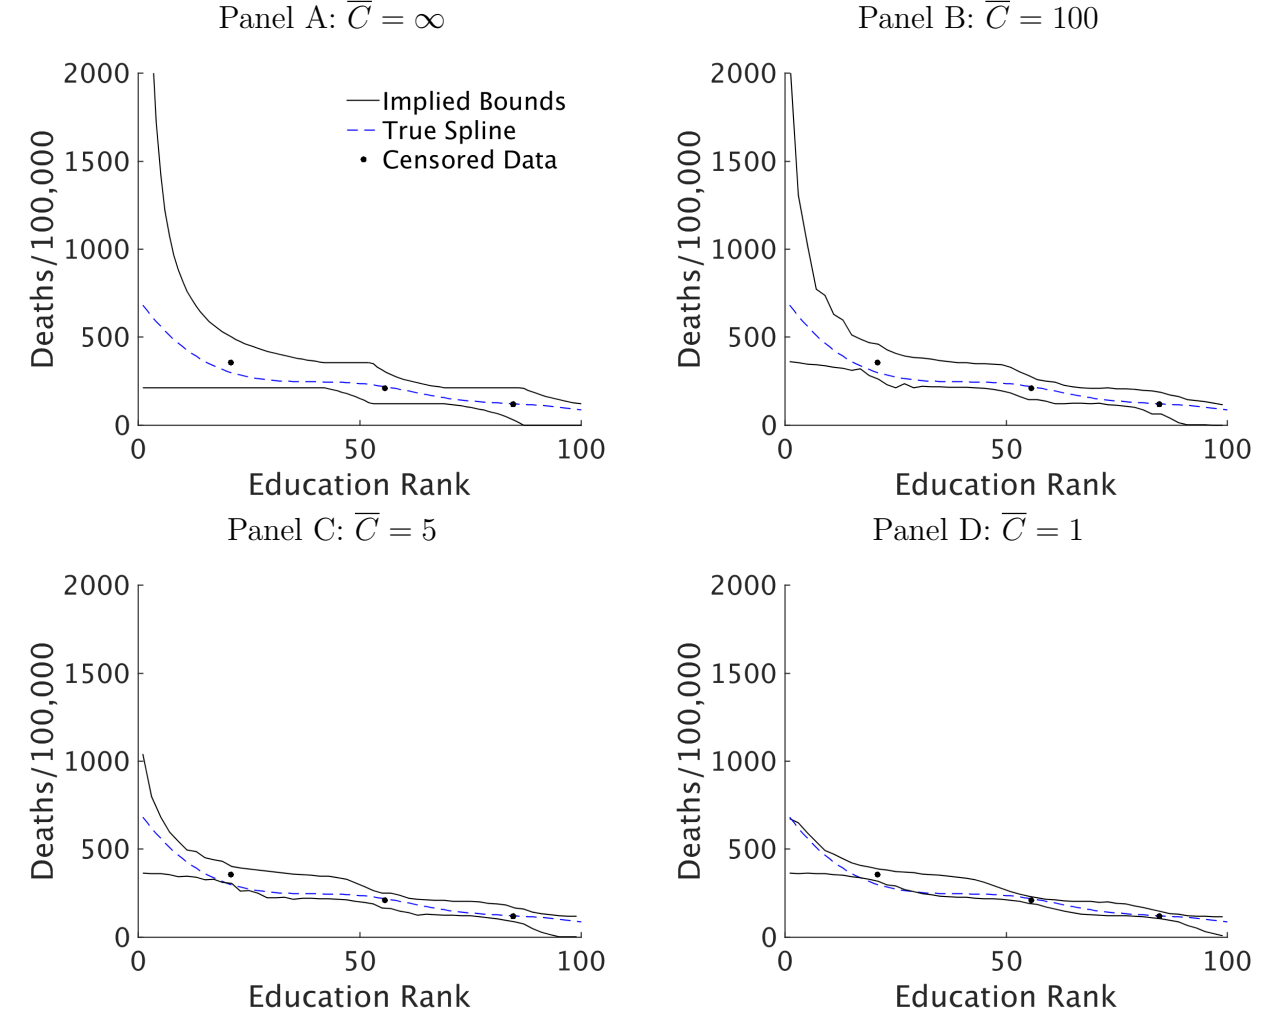 Panel A: C̅ = ∞
2000
1500
1000
500
0
0 50 100
Deaths/100,000
Education Rank
Implied Bounds
True Spline
Censored Data
Panel B: C̅ = 100
2000
1500
1000
500
0
0 50 100
Deaths/100,000
Education Rank
Panel C: C̅ = 5
2000
1500
1000
500
0
0 50 100
Deaths/100,000
Education Rank
Panel D: C̅ = 1
2000
1500
1000
500
0
0 50 100
Deaths/100,000
Education Rank